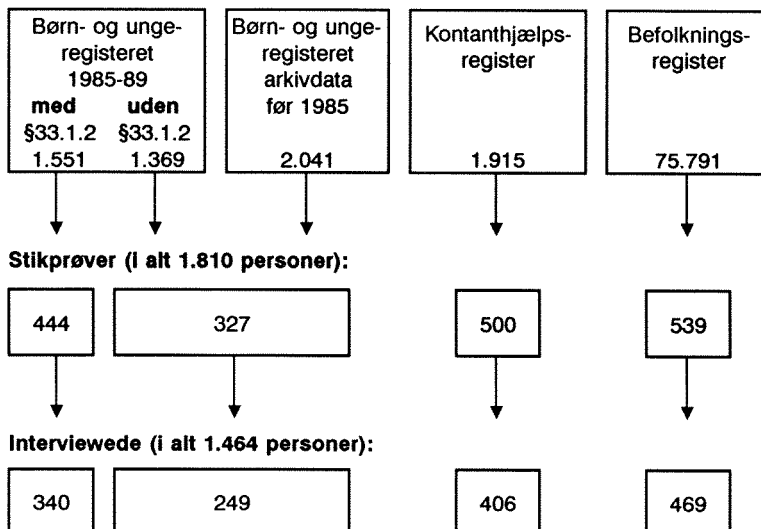 Børn- og unge-
registeret
1985-89
med uden
§33.1.2 §33.1.2
1.551 1.369
Børn- og unge-
registeret
arkivdata
før 1985
2.041
Kontanthjælps-
register
1.915
Befolknings-
register
75.791
Stikprøver (i alt 1.810 personer):
444 327 500 539
Interviewede (i alt 1.464 personer):
340 249 406 469